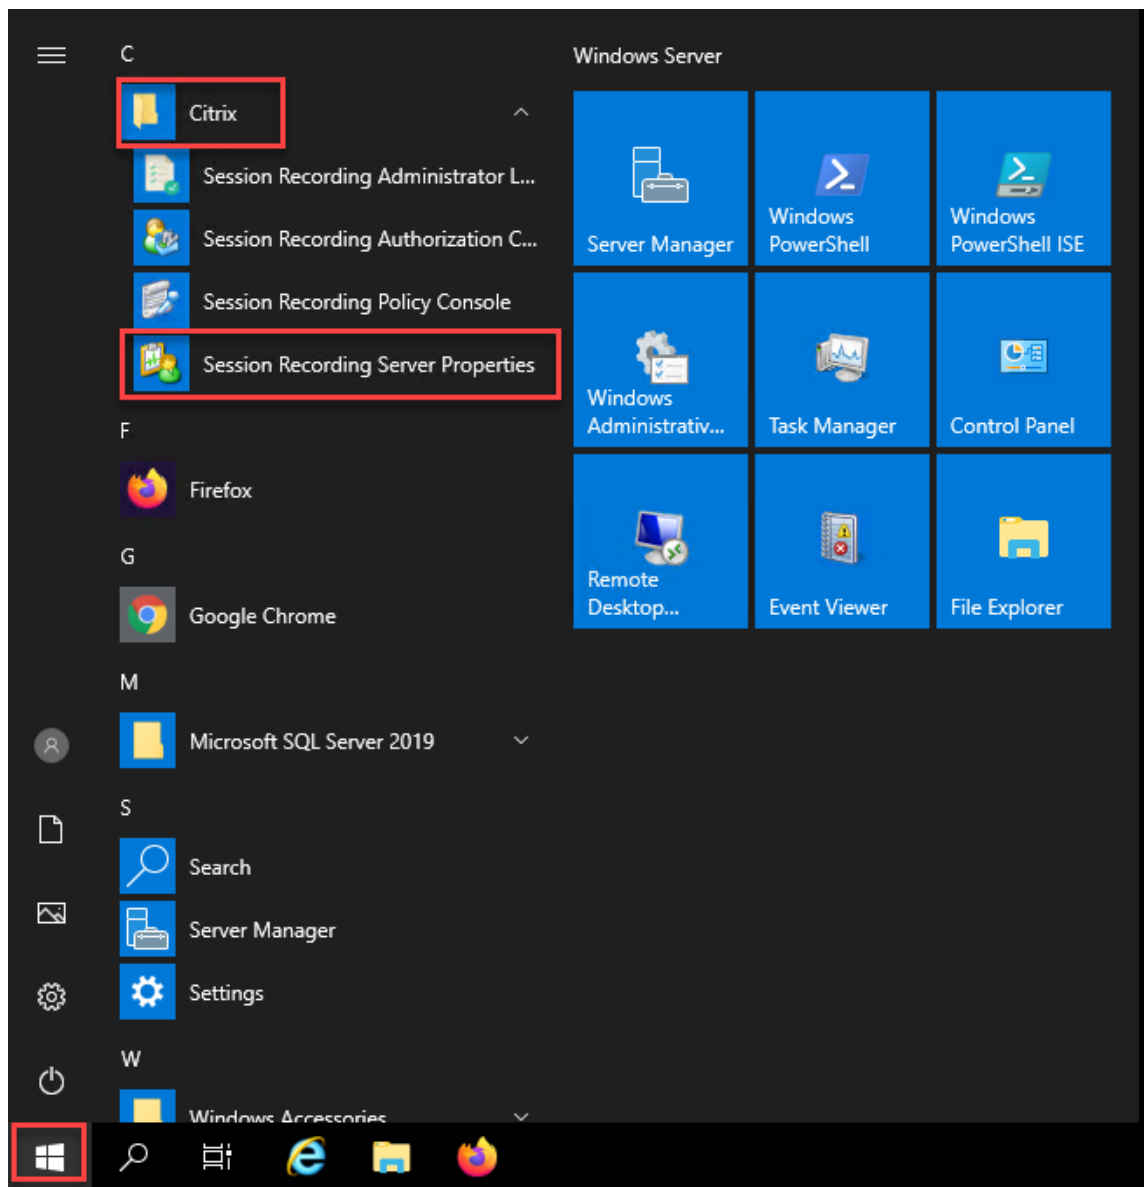 C
Citrix
Session Recording Administrator L...
Session Recording Authorization C...
Session Recording Policy Console
Session Recording Server Properties
F
Firefox
G
Google Chrome
M
Microsoft SQL Server 2019
S
Search
Server Manager
Settings
W
Windows Accessories
Windows Server
Server Manager
Windows
PowerShell
Windows
PowerShell ISE
Windows
Administrativ...
Task Manager
Control Panel
Remote
Desktop...
Event Viewer
File Explorer